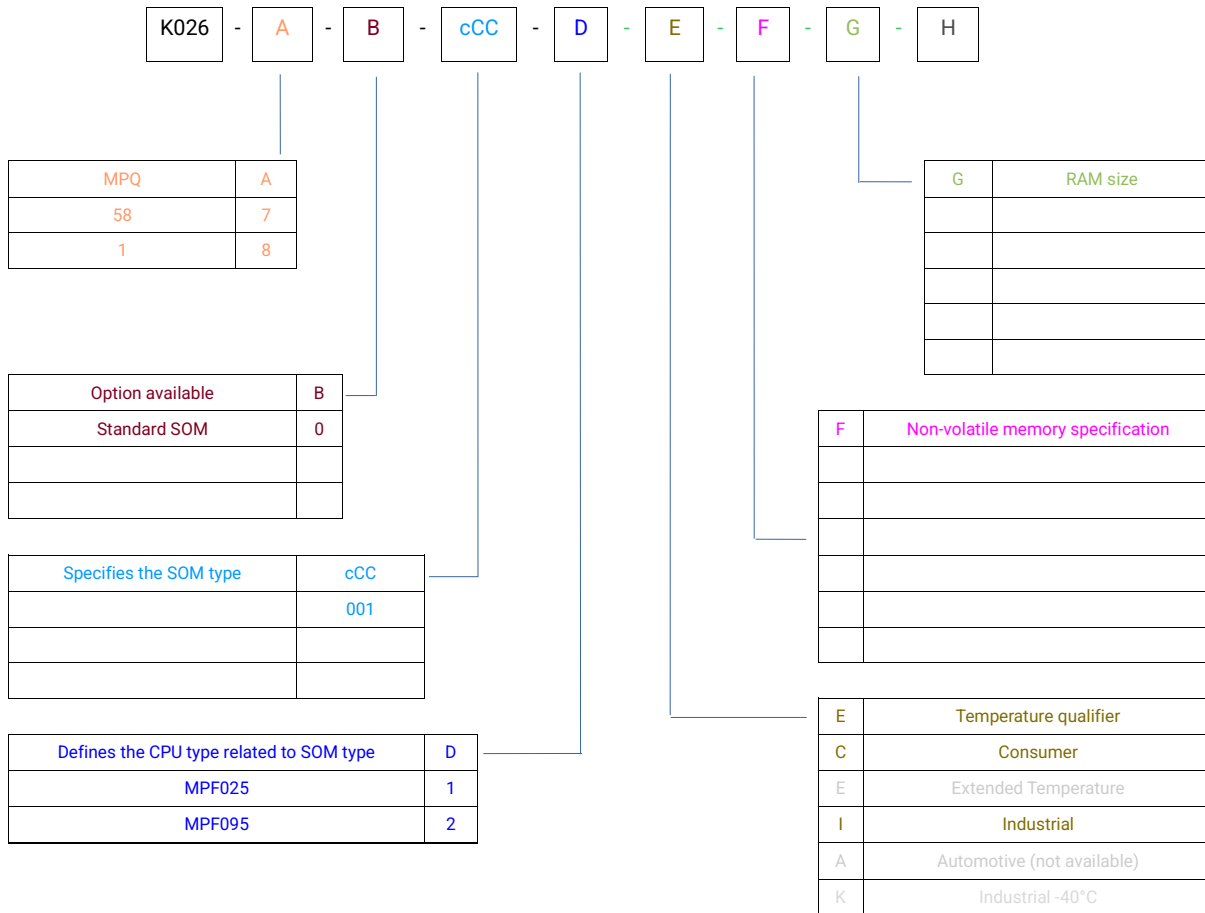 K026 - A - B - cCC - D - E - F - G - H
MPQ A
58 7
1 8
G RAM size
Option available B
Standard SOM 0
F Non-volatile memory specification
Specifies the SOM type cCC
001
Defines the CPU type related to SOM type D
MPF025 1
MPF095 2
E Temperature qualifier
C Consumer
E Extended Temperature
I Industrial
A Automotive (not available)
K Industrial -40°C